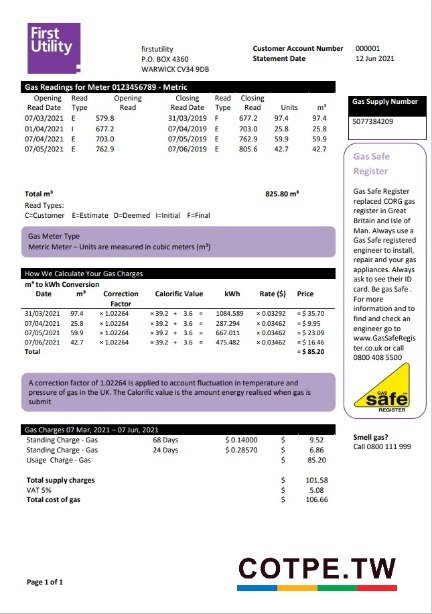 First
Utility
firstutility
P.O. BOX 4360
WARWICK CV34 9DB
Customer Account Number 000001
Statement Date 12 Jun 2021
Gas Readings for Meter 0123456789 - Metric
Opening Read Opening Closing Read Closing
Read Date Type Read Read Date Type Read Units m³
07/03/2021 E 579.8 31/03/2019 F 677.2 97.4 97.4
01/04/2021 I 677.2 07/04/2019 E 703.0 25.8 25.8
07/04/2021 E 703.0 07/05/2019 E 762.9 59.9 59.9
07/05/2021 E 762.9 07/06/2019 E 805.6 42.7 42.7
Total m³ 825.80 m³
Read Types:
C=Customer E=Estimate D=Deemed I=Initial F=Final
Gas Meter Type
Metric Meter – Units are measured in cubic meters (m³)
How We Calculate Your Gas Charges
m³ to kWh Conversion
Date m³ Correction Calorific Value kWh Rate ($) Price
Factor
31/03/2021 97.4 × 1.02264 × 39.2 ÷ 3.6 = 1084.589 × 0.03292 = $ 35.70
07/04/2021 25.8 × 1.02264 × 39.2 ÷ 3.6 = 287.294 × 0.03462 = $ 9.95
07/05/2021 59.9 × 1.02264 × 39.2 ÷ 3.6 = 667.011 × 0.03462 = $ 23.09
07/06/2021 42.7 × 1.02264 × 39.2 ÷ 3.6 = 475.482 × 0.03462 = $ 16.46
Total = $ 85.20
A correction factor of 1.02264 is applied to account fluctuation in temperature and
pressure of gas in the UK. The Calorific value is the amount energy realised when gas is
submit
Gas Charges 07 Mar, 2021 – 07 Jun, 2021
Standing Charge - Gas 68 Days $ 0.14000 $ 9.52
Standing Charge - Gas 24 Days $ 0.28570 $ 6.86
Usage Charge - Gas $ 85.20
Total supply charges $ 101.58
VAT 5% $ 5.08
Total cost of gas $ 106.66
Gas Supply Number
5077384209
Gas Safe
Register
Gas Safe Register
replaced CORG gas
register in Great
Britain and Isle of
Man. Always use a
Gas Safe registered
engineer to install,
repair and your gas
appliances. Always
ask to see their ID
card. Be gas Safe .
For more
information and to
find and check an
engineer go to
www.GasSafeRegis
ter.co.uk or call
0800 408 5500
GAS
safe
REGISTER
Smell gas?
Call 0800 111 999
Page 1 of 1
COTPE.TW